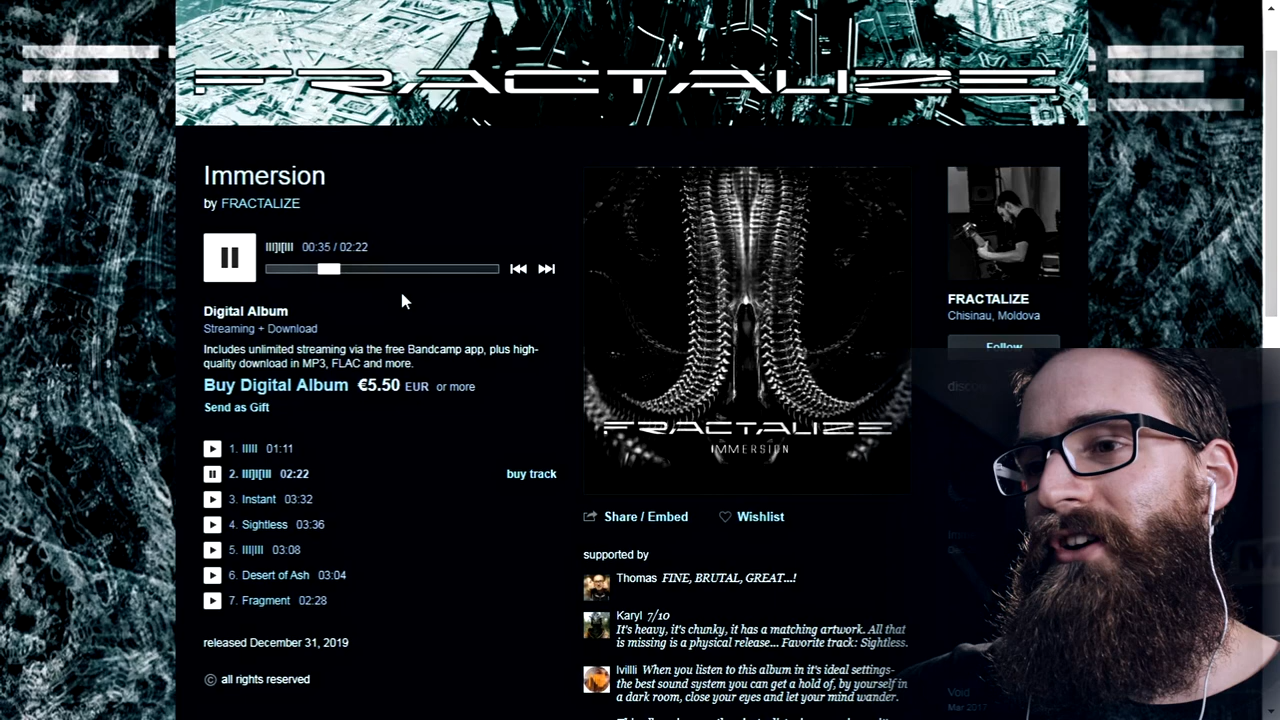 FRACTALIZE
Immersion
by FRACTALIZE
00:35 / 02:22
Digital Album
Streaming + Download
Includes unlimited streaming via the free Bandcamp app, plus high-
quality download in MP3, FLAC and more.
Buy Digital Album €5.50 EUR or more
Send as Gift
1. 01:11
2. 02:22 buy track
3. Instant 03:32
4. Sightless 03:36
5. 03:08
6. Desert of Ash 03:04
7. Fragment 02:28
released December 31, 2019
© all rights reserved
FRACTALIZE
IMMERSION
Share / Embed Wishlist
supported by
Thomas FINE, BRUTAL, GREAT...!
Karyl 7/10
It's heavy, it's chunky, it has a matching artwork. All that
is missing is a physical release... Favorite track: Sightless.
When you listen to this album in it's ideal settings-
the best sound system you can get a hold of, by yourself in
a dark room, close your eyes and let your mind wander.
FRACTALIZE
Chisinau, Moldova
Follow
Void
Mar 2017